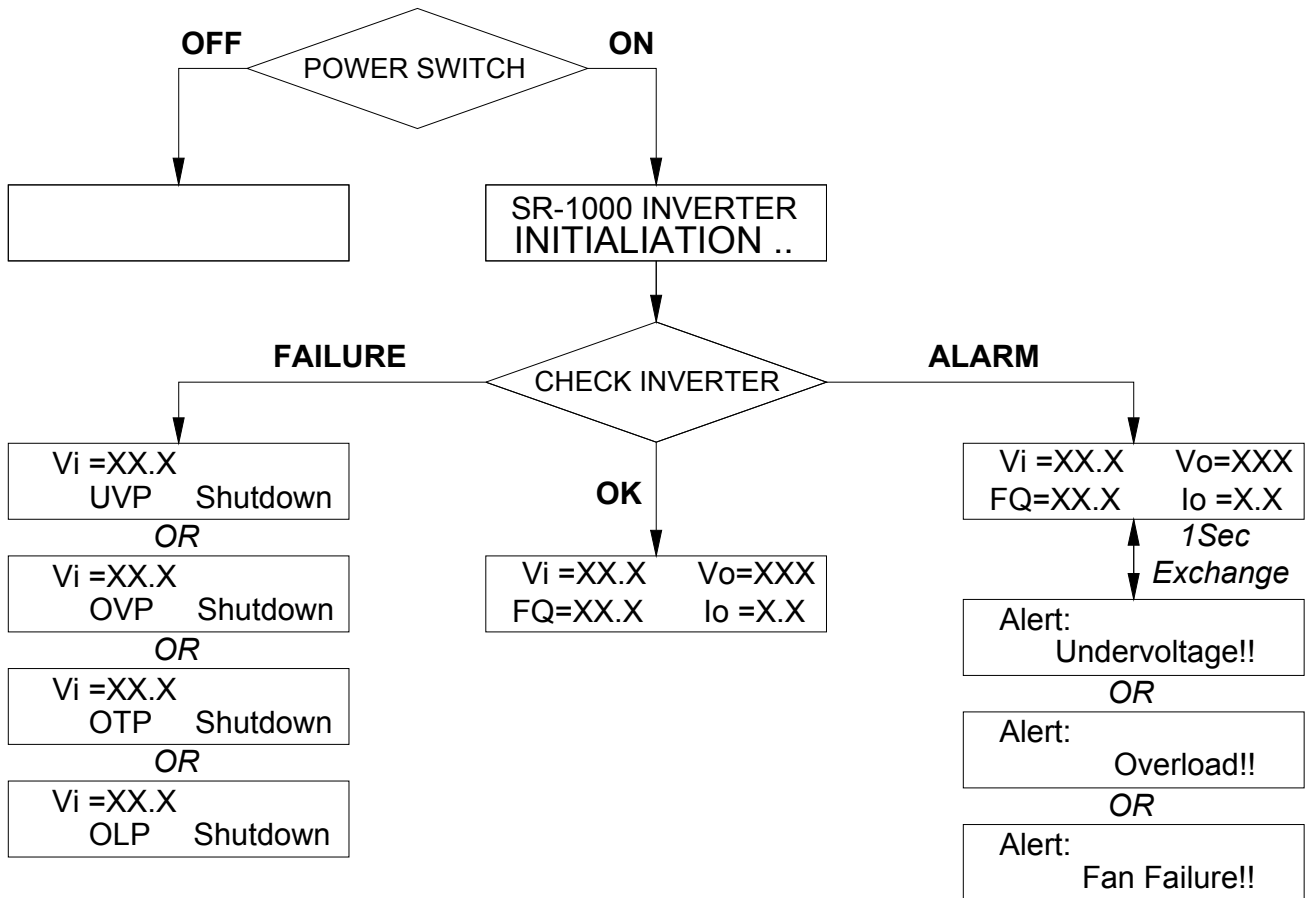 OFF
ON
POWER SWITCH
SR-1000 INVERTER
INITIALIATION ..
FAILURE
ALARM
CHECK INVERTER
OK
Vi =XX.X
UVP Shutdown
OR
Vi =XX.X
OVP Shutdown
OR
Vi =XX.X
OTP Shutdown
OR
Vi =XX.X
OLP Shutdown
Vi =XX.X Vo=XXX
FQ=XX.X Io =X.X
Vi =XX.X Vo=XXX
FQ=XX.X Io =X.X
1Sec
Exchange
Alert:
Undervoltage!!
OR
Alert:
Overload!!
OR
Alert:
Fan Failure!!